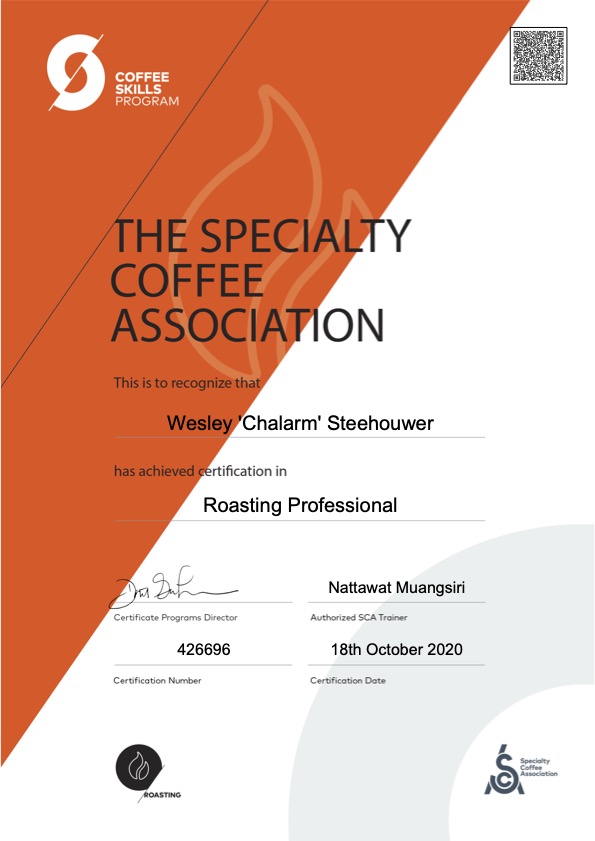 COFFEE
SKILLS
PROGRAM
THE SPECIALTY
COFFEE
ASSOCIATION
This is to recognize that
Wesley 'Chalarm' Steehouwer
has achieved certification in
Roasting Professional
Nattawat Muangsiri
Certificate Programs Director
Authorized SCA Trainer
426696
18th October 2020
Certification Number
Certification Date
ROASTING
SCA
Specialty
Coffee
Association